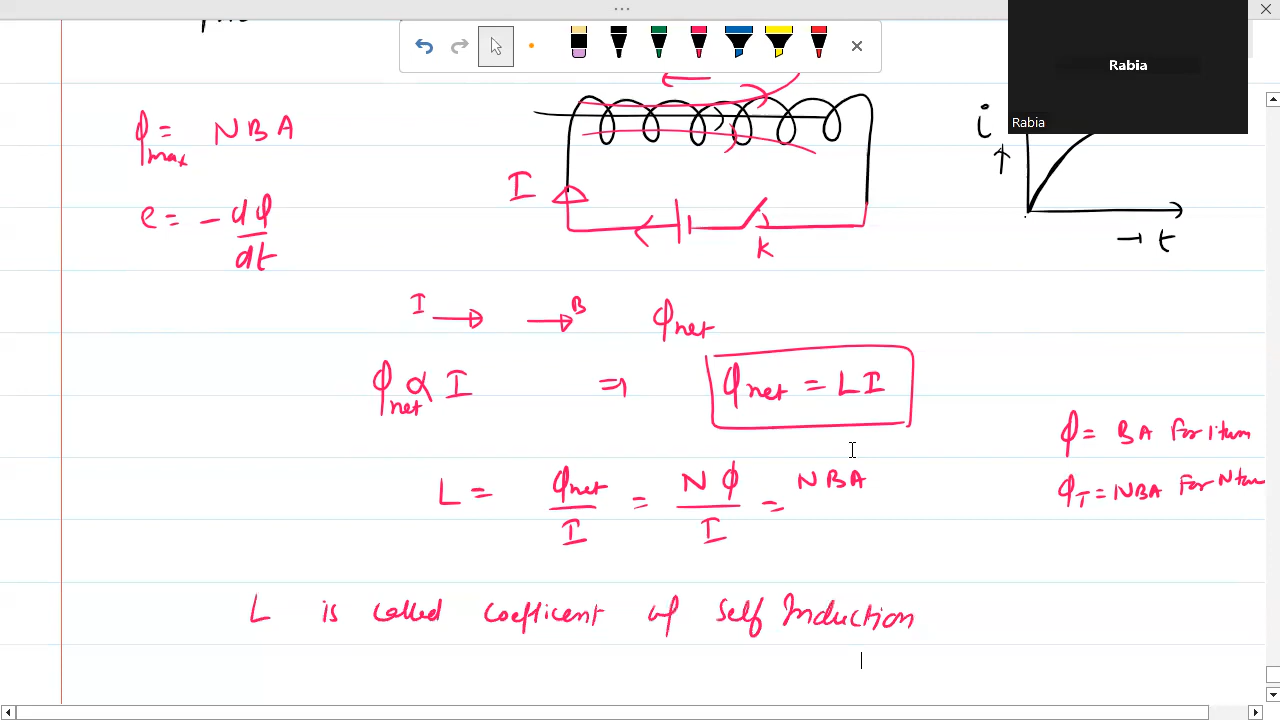 Rabia
Rabia
φmax = NBA
I
k
i
→ t
e = - dφ/dt
I → → B φnet
φnet ∝ I ⇒ φnet = LI
φ = BA For 1 turn
φT = NBA For N turn
L = φnet/I = Nφ/I = NBA
L is called coefficent of self Induction